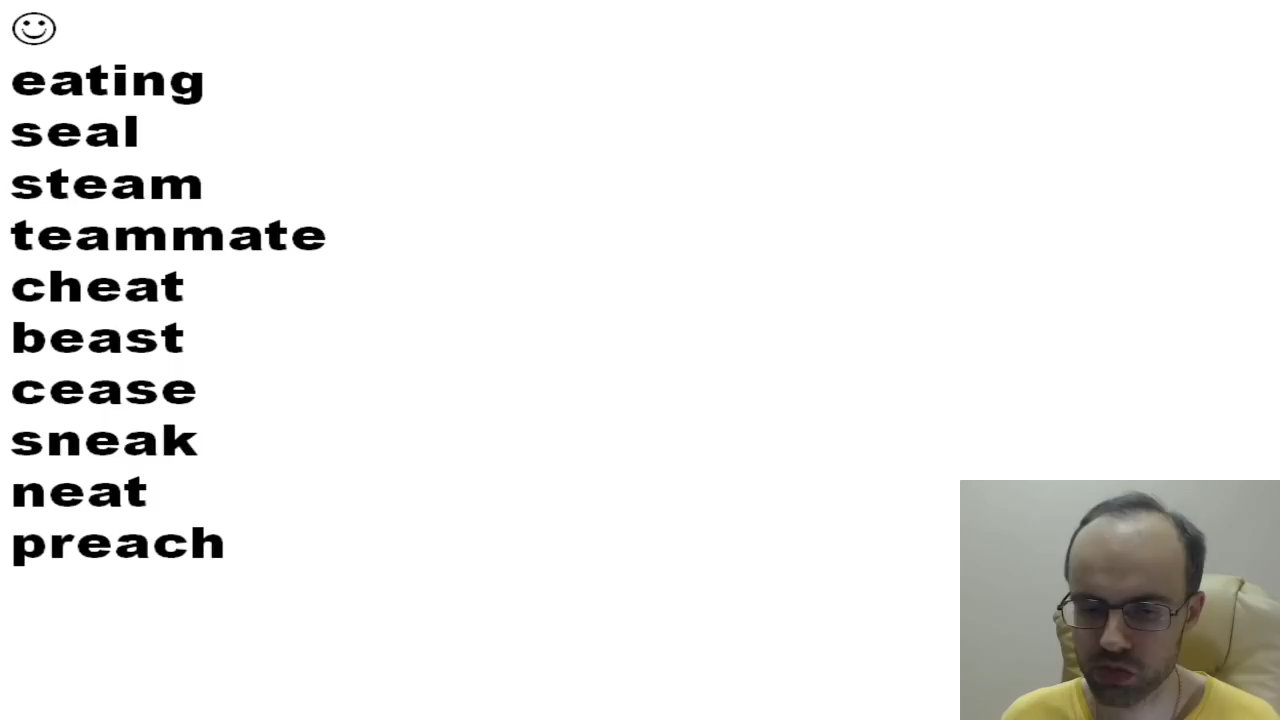 eating
seal
steam
teammate
cheat
beast
cease
sneak
neat
preach